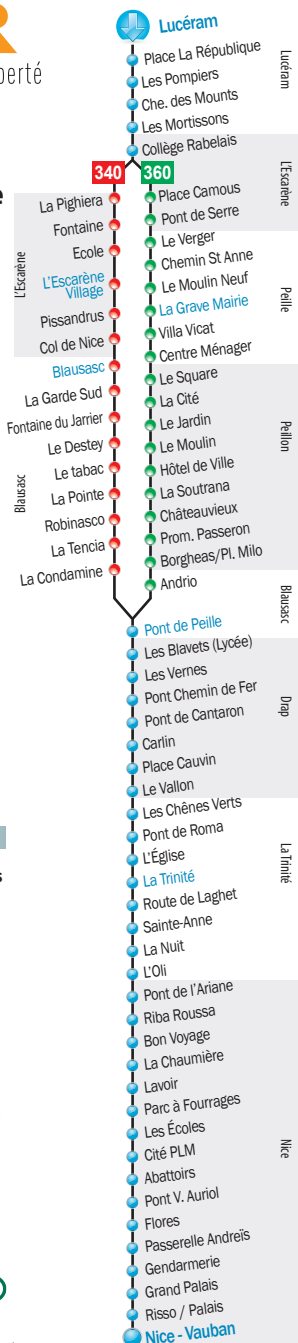 R
berté
Lucéram
Place La République
Les Pompiers
Che. des Mounts
Les Mortissons
Collège Rabelais
Lucéram
340
360
La Pighiera
Fontaine
Ecole
L'Escarène
Village
Pissandrus
Col de Nice
Blausasc
La Garde Sud
Fontaine du Jarrier
Le Destey
Le tabac
La Pointe
Robinasco
La Tencia
La Condamine
L'Escarène
Blausasc
Place Camous
Pont de Serre
Le Verger
Chemin St Anne
Le Moulin Neuf
La Grave Mairie
Villa Vicat
Centre Ménager
Le Square
La Cité
Le Jardin
Le Moulin
Hôtel de Ville
La Soutrana
Châteauvieux
Prom. Passeron
Borgheas/Pl. Milo
Andrio
L'Escarène
Peille
Peillon
Blausasc
Pont de Peille
Les Blavets (Lycée)
Les Vernes
Pont Chemin de Fer
Pont de Cantaron
Carlin
Place Cauvin
Le Vallon
Drap
Les Chênes Verts
Pont de Roma
L'Église
La Trinité
Route de Laghet
Sainte-Anne
La Nuit
L'Oli
La Trinité
Pont de l'Ariane
Riba Roussa
Bon Voyage
La Chaumière
Lavoir
Parc à Fourrages
Les Écoles
Cité PLM
Abattoirs
Pont V. Auriol
Flores
Passerelle Andreïs
Gendarmerie
Grand Palais
Risso / Palais
Nice - Vauban
Nice